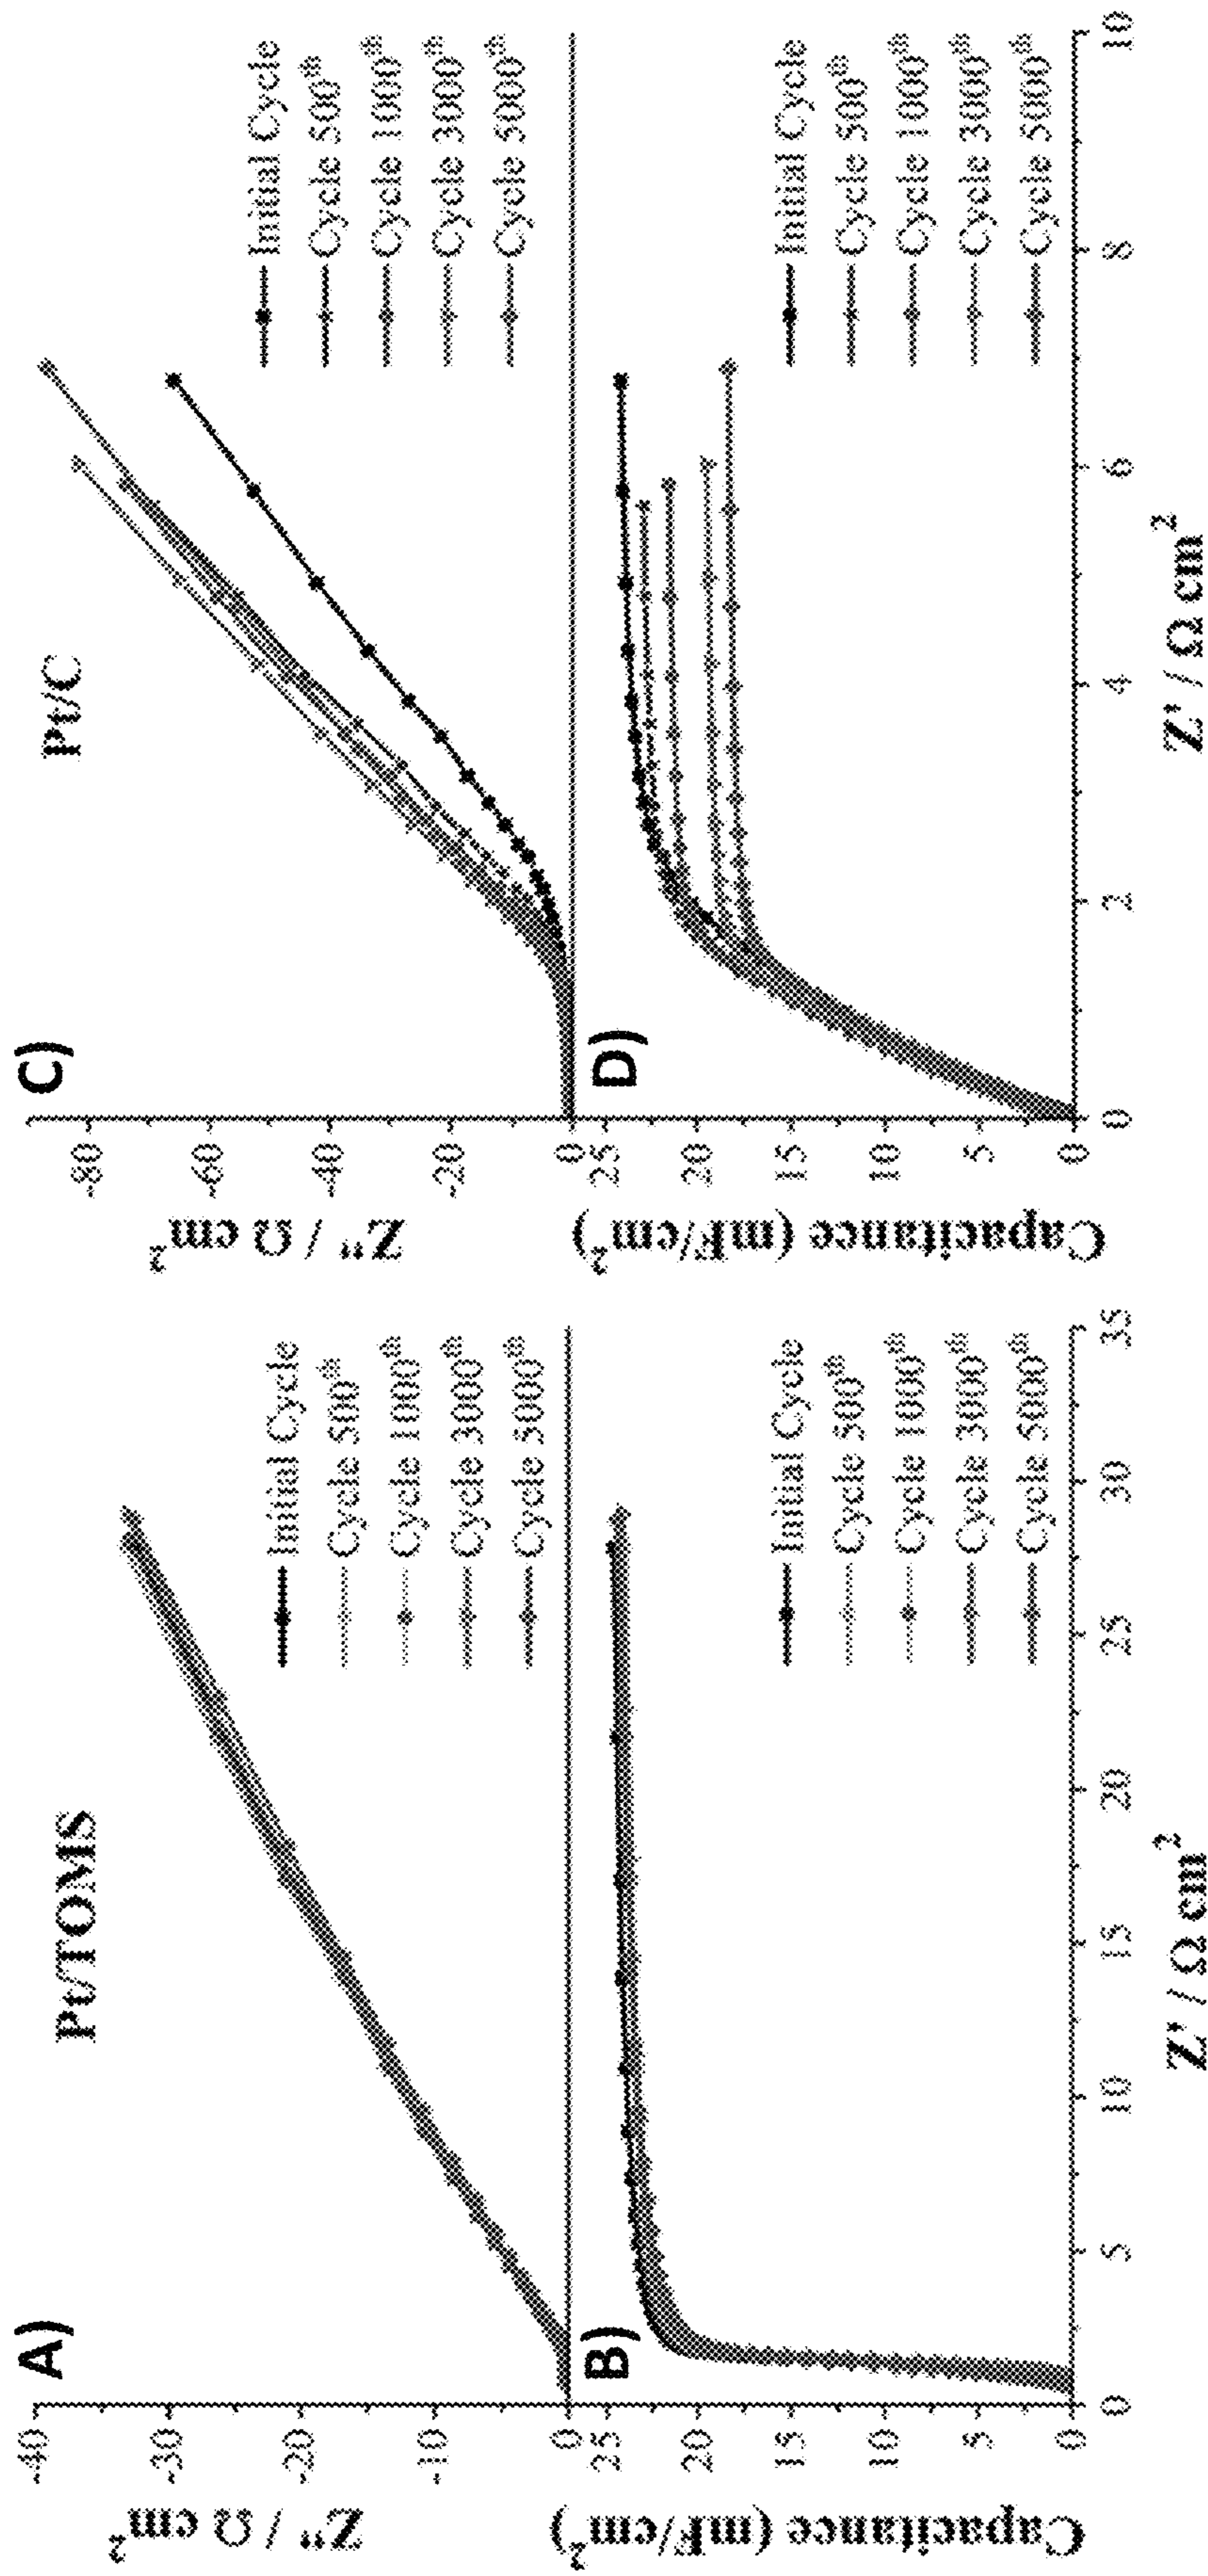 Pt/TOMS
A)
Z'' / Ω cm²
-40
-30
-20
-10
0
Initial Cycle
Cycle 500th
Cycle 1000th
Cycle 3000th
Cycle 5000th
B)
Capacitance (mF/cm²)
25
20
15
10
5
0
Initial Cycle
Cycle 500th
Cycle 1000th
Cycle 3000th
Cycle 5000th
0 5 10 15 20 25 30 35
Z' / Ω cm²
Pt/C
C)
Z'' / Ω cm²
-80
-60
-40
-20
0
Initial Cycle
Cycle 500th
Cycle 1000th
Cycle 3000th
Cycle 5000th
D)
Capacitance (mF/cm²)
25
20
15
10
5
0
Initial Cycle
Cycle 500th
Cycle 1000th
Cycle 3000th
Cycle 5000th
0 2 4 6 8 10
Z' / Ω cm²